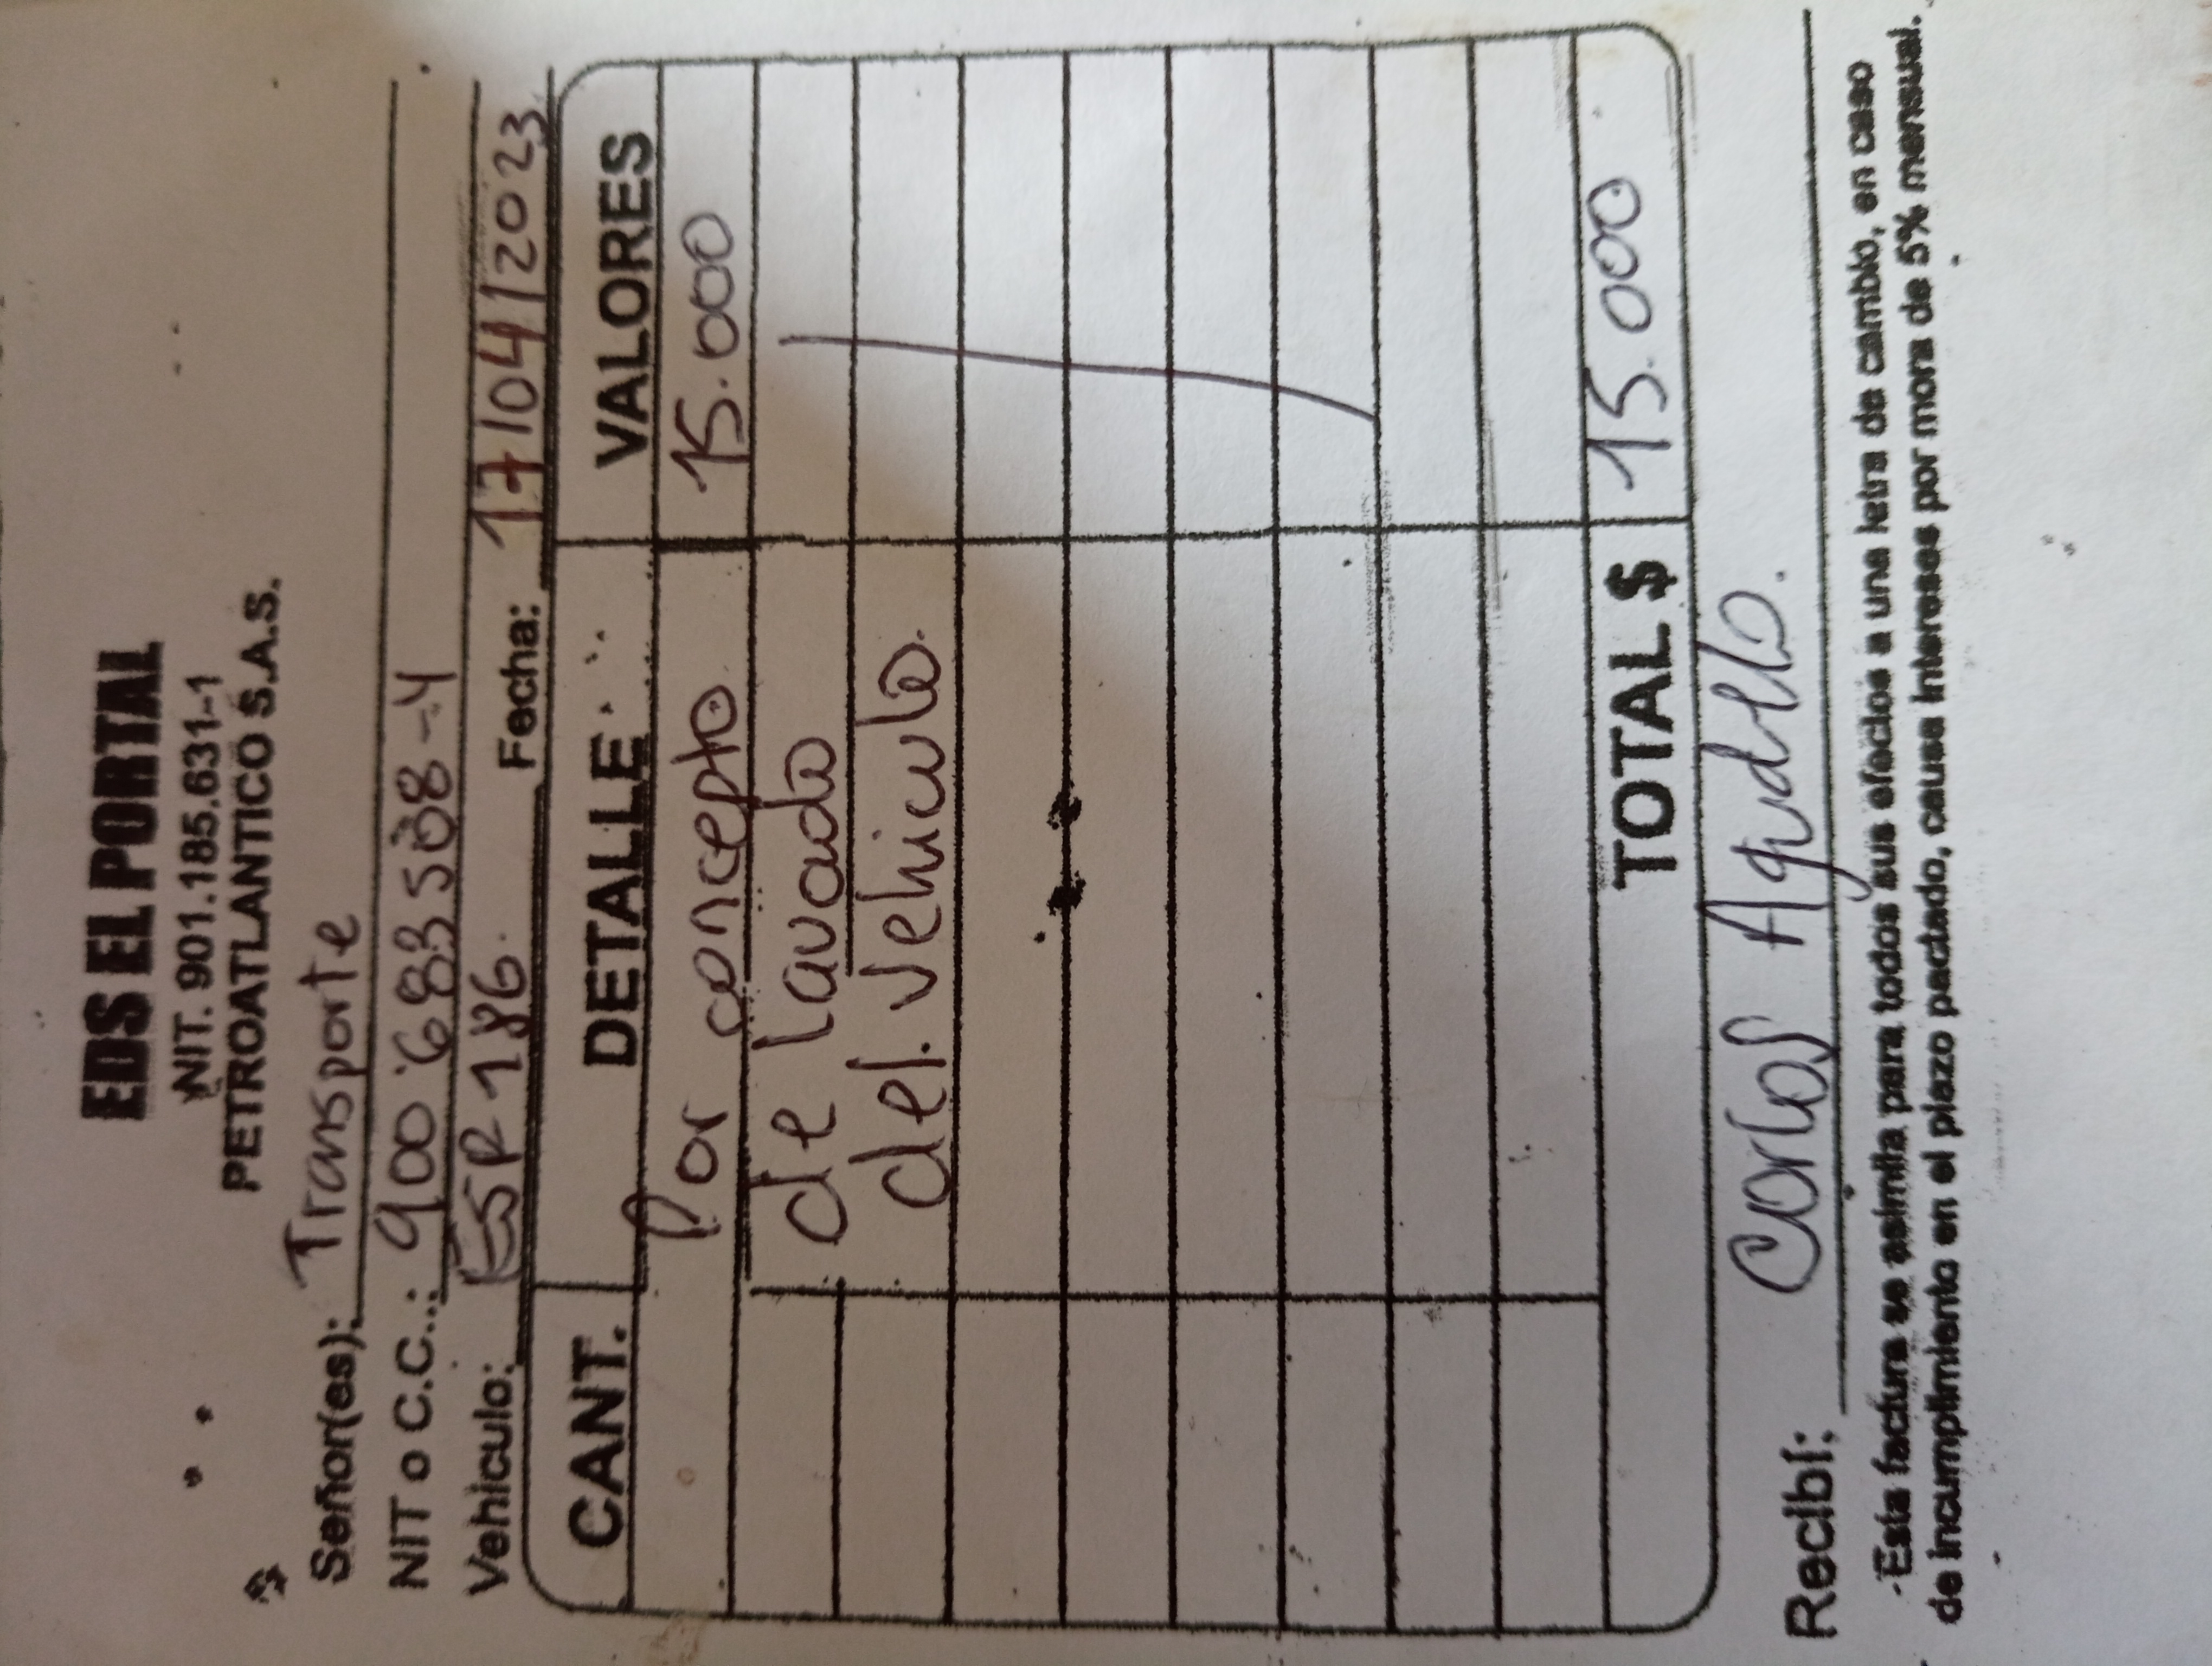 EDS EL PORTAL
NIT. 901.185.631-1
PETROATLANTICO S.A.S.
Señor(es): Transporte
NIT o C.C..: 900 683 508-4
Vehiculo: ESP 186. Fecha: 17/04/2023
CANT. DETALLE VALORES
Por concepto 15.000
de lavado
del. vehiculo.
TOTAL $ 15.000
Recibí: Carlos Agudelo.
Esta factura se asimila para todos sus efectos a una letra de cambio, en caso
de incumplimiento en el plazo pactado, causa intereses por mora de 5% mensual.